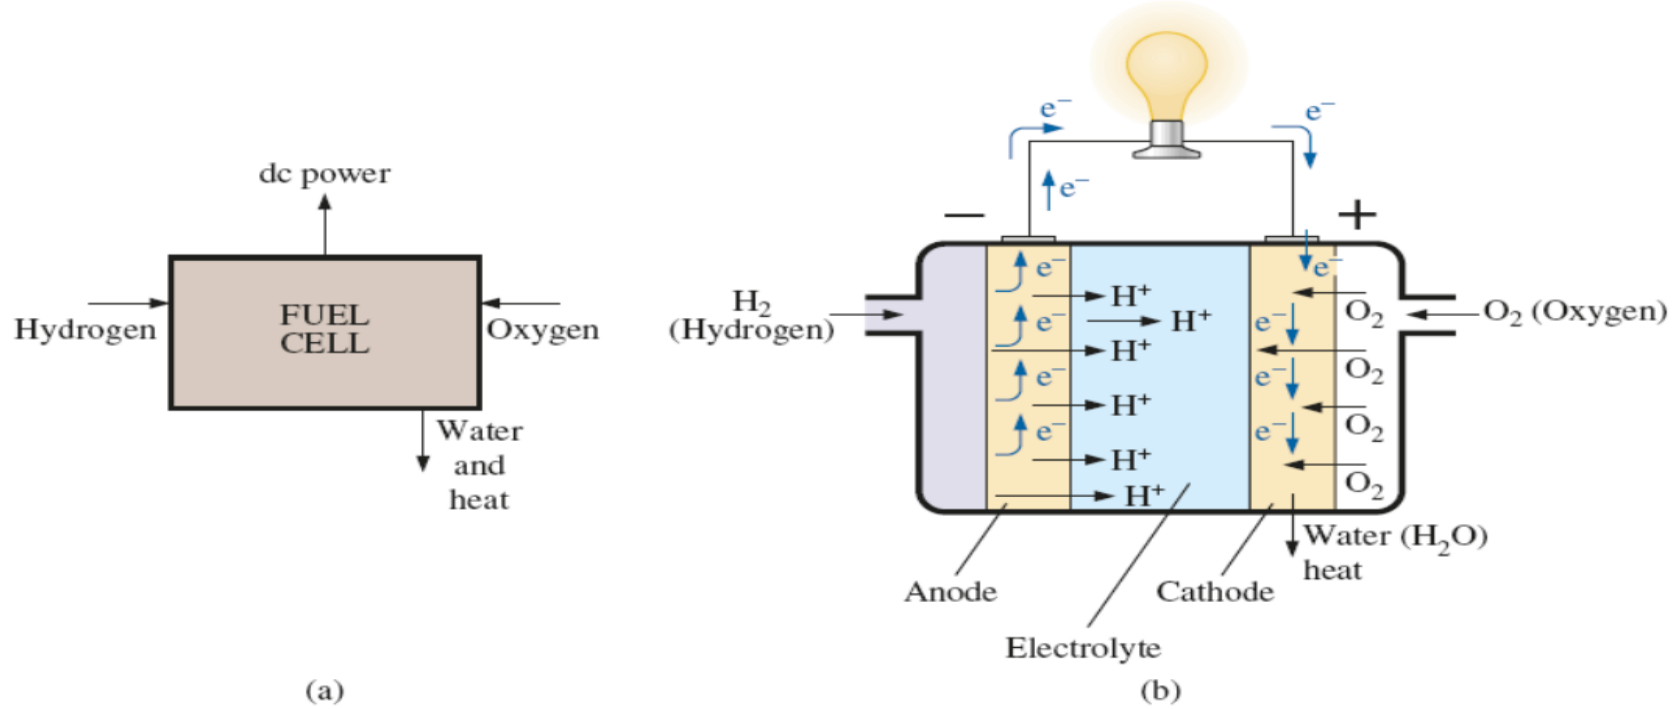 dc power
Hydrogen
FUEL
CELL
Oxygen
Water
and
heat
(a)
e⁻
e⁻
e⁻
−
+
H₂
(Hydrogen)
e⁻
e⁻
e⁻
e⁻
H⁺
H⁺
H⁺
H⁺
H⁺
H⁺
e⁻
e⁻
e⁻
e⁻
O₂
O₂
O₂
O₂
O₂ (Oxygen)
Water (H₂O)
heat
Anode
Cathode
Electrolyte
(b)